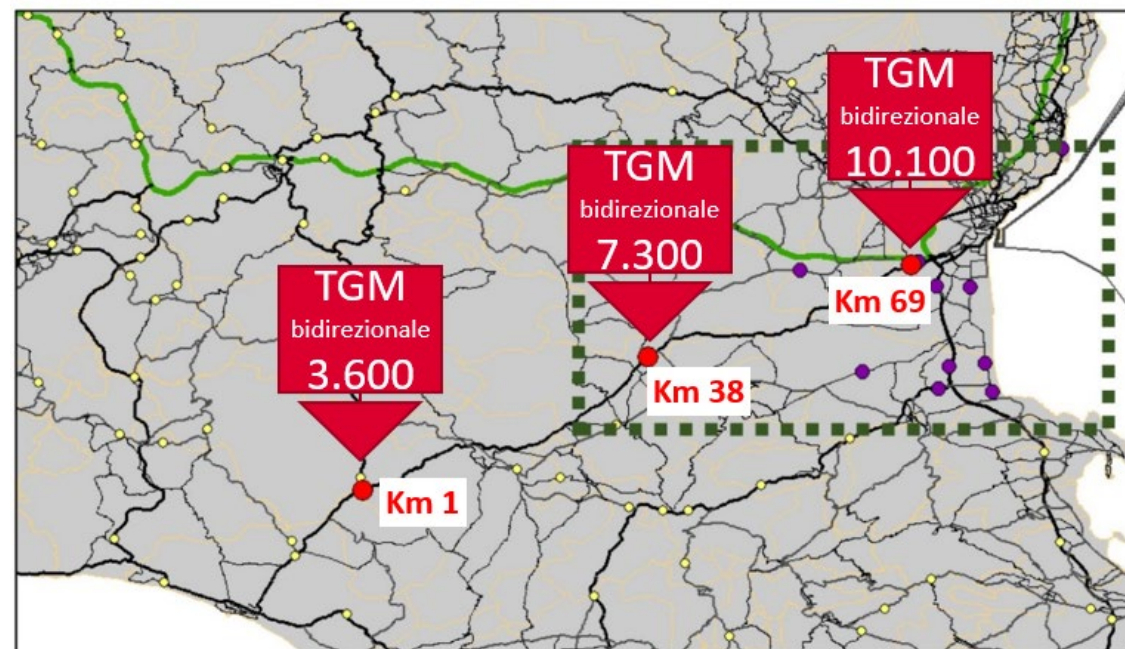 TGM
bidirezionale
10.100
TGM
bidirezionale
7.300
TGM
bidirezionale
3.600
Km 69
Km 38
Km 1